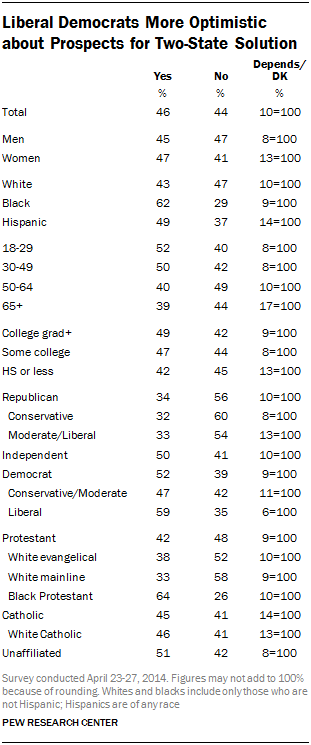 Liberal Democrats More Optimistic
about Prospects for Two-State Solution
Yes No Depends/
DK
% % %
Total 46 44 10=100
Men 45 47 8=100
Women 47 41 13=100
White 43 47 10=100
Black 62 29 9=100
Hispanic 49 37 14=100
18-29 52 40 8=100
30-49 50 42 8=100
50-64 40 49 10=100
65+ 39 44 17=100
College grad+ 49 42 9=100
Some college 47 44 8=100
HS or less 42 45 13=100
Republican 34 56 10=100
Conservative 32 60 8=100
Moderate/Liberal 33 54 13=100
Independent 50 41 10=100
Democrat 52 39 9=100
Conservative/Moderate 47 42 11=100
Liberal 59 35 6=100
Protestant 42 48 9=100
White evangelical 38 52 10=100
White mainline 33 58 9=100
Black Protestant 64 26 10=100
Catholic 45 41 14=100
White Catholic 46 41 13=100
Unaffiliated 51 42 8=100
Survey conducted April 23-27, 2014. Figures may not add to 100%
because of rounding. Whites and blacks include only those who are
not Hispanic; Hispanics are of any race
PEW RESEARCH CENTER